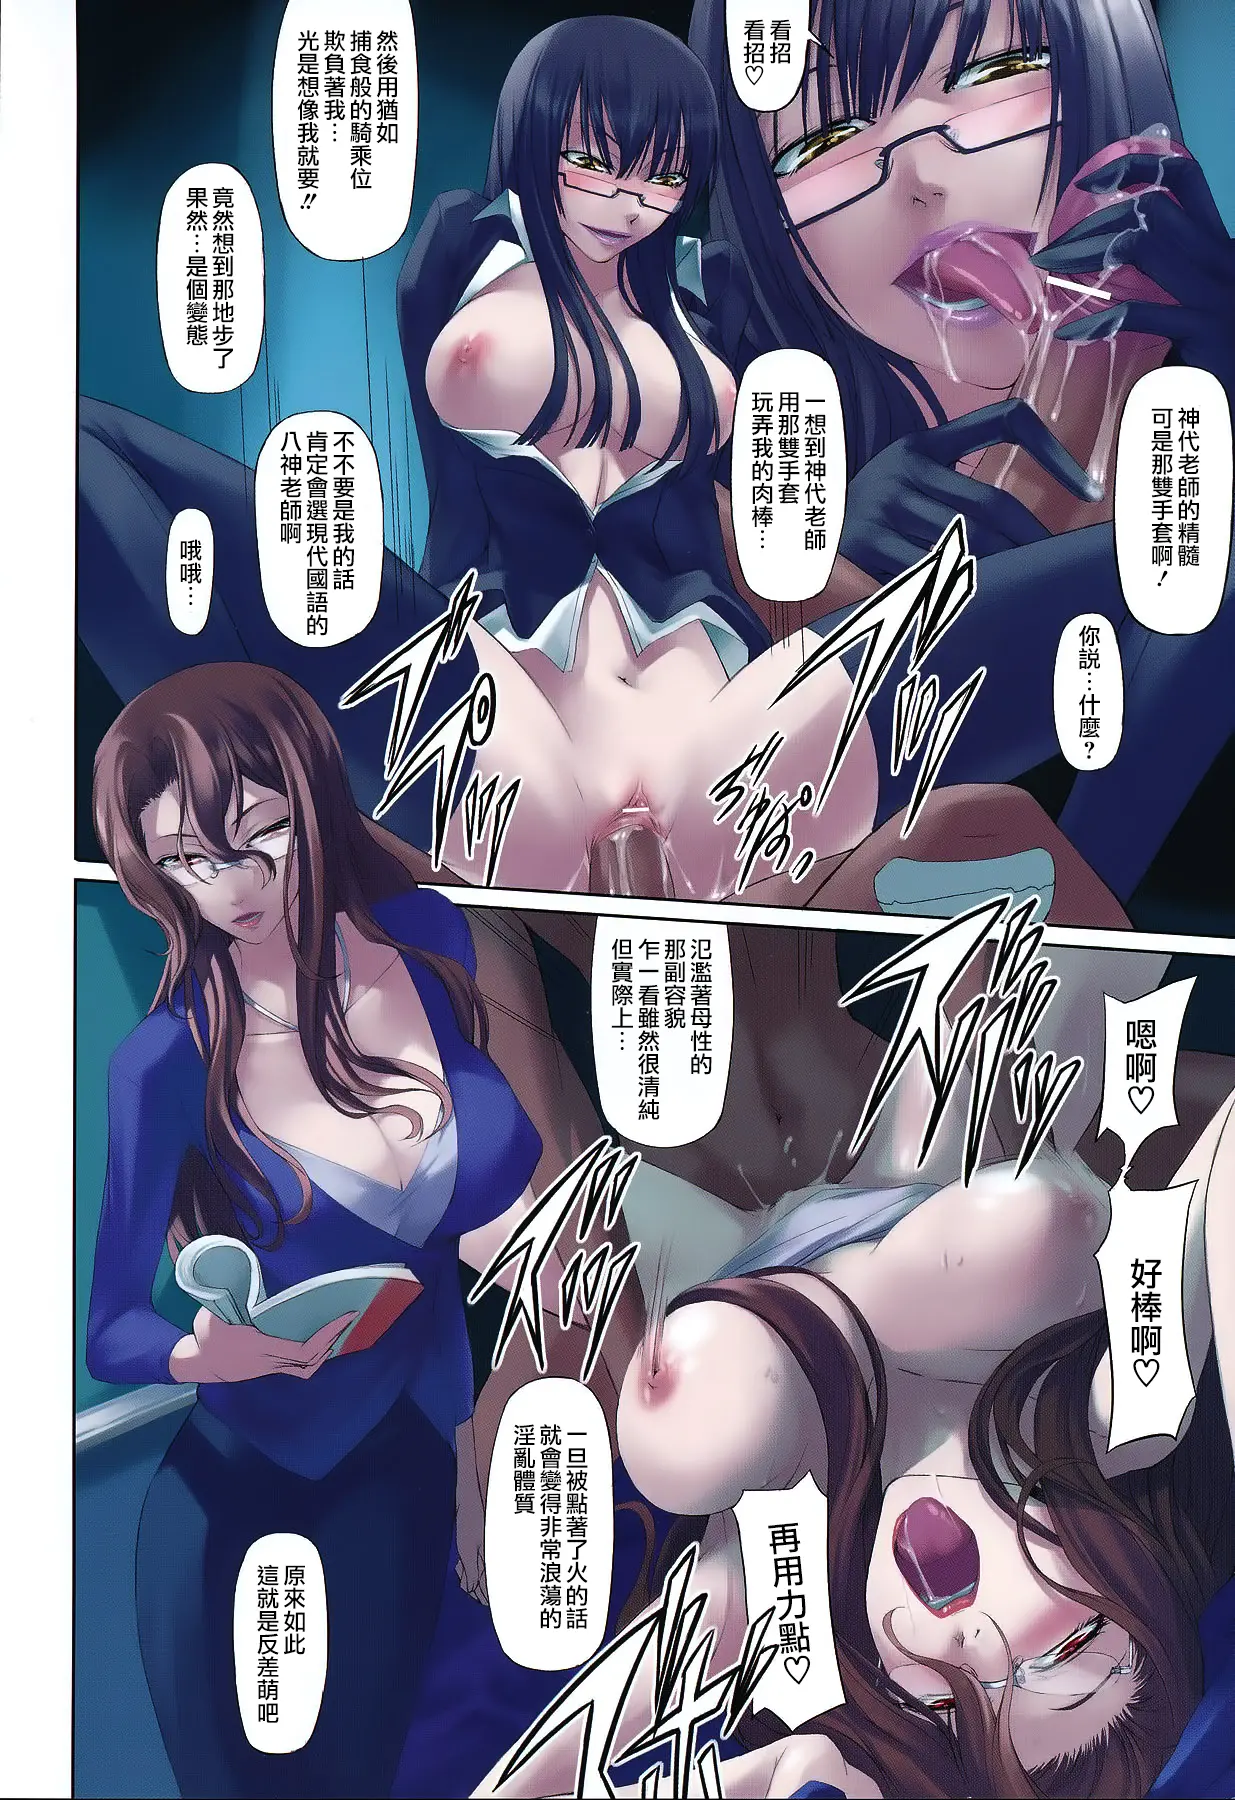 神代老師的精髓
可是那雙手套啊!
看招
看招♡
你說…什麼?
一想到神代老師
用那雙手套
玩弄我的肉棒…
然後用猶如
捕食般的騎乘位
欺負著我…
光是想像我就要!!
竟然想到那地步了
果然…是個變態
不不要是我的話
肯定會選現代國語的
八神老師啊
哦哦…
氾濫著母性的
那副容貌
乍一看雖然很清純
但實際上…
嗯啊♡
好棒啊♡
再用力點♡
一旦被點著了火的話
就會變得非常浪蕩的
淫亂體質
原來如此
這就是反差萌吧